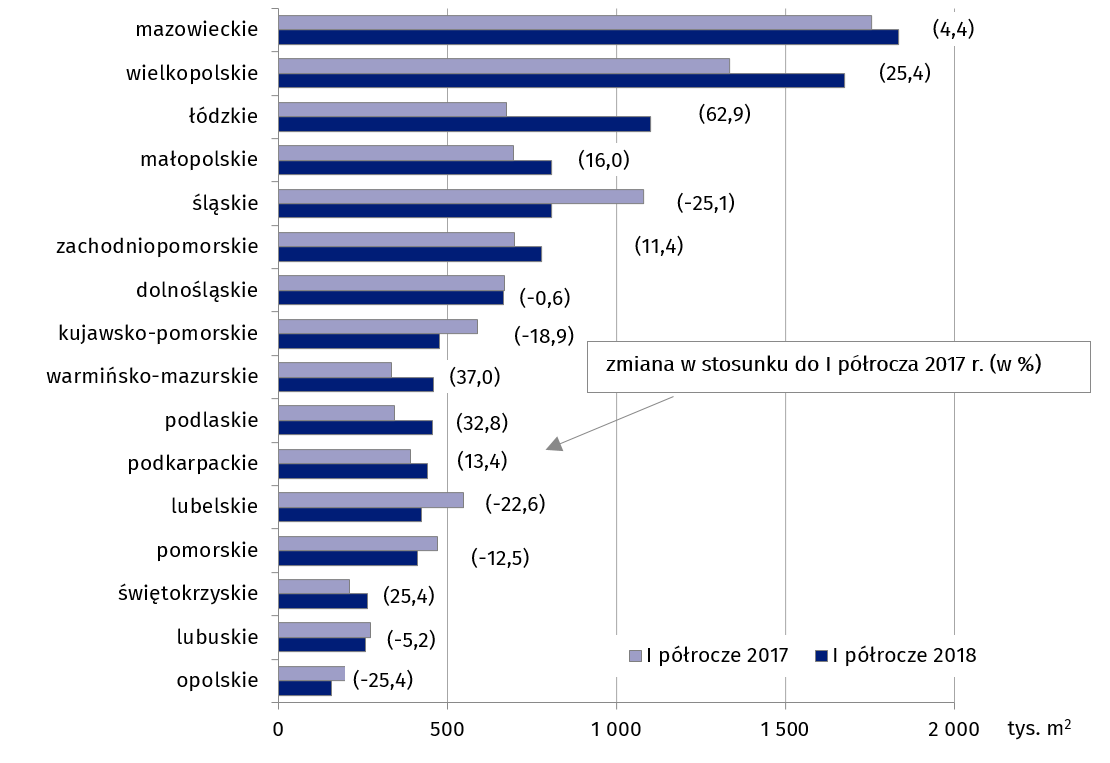 mazowieckie (4,4)
wielkopolskie (25,4)
łódzkie (62,9)
małopolskie (16,0)
śląskie (-25,1)
zachodniopomorskie (11,4)
dolnośląskie (-0,6)
kujawsko-pomorskie (-18,9)
zmiana w stosunku do I półrocza 2017 r. (w %)
warmińsko-mazurskie (37,0)
podlaskie (32,8)
podkarpackie (13,4)
lubelskie (-22,6)
pomorskie (-12,5)
świętokrzyskie (25,4)
lubuskie (-5,2)
I półrocze 2017 I półrocze 2018
opolskie (-25,4)
0 500 1 000 1 500 2 000 tys. m²